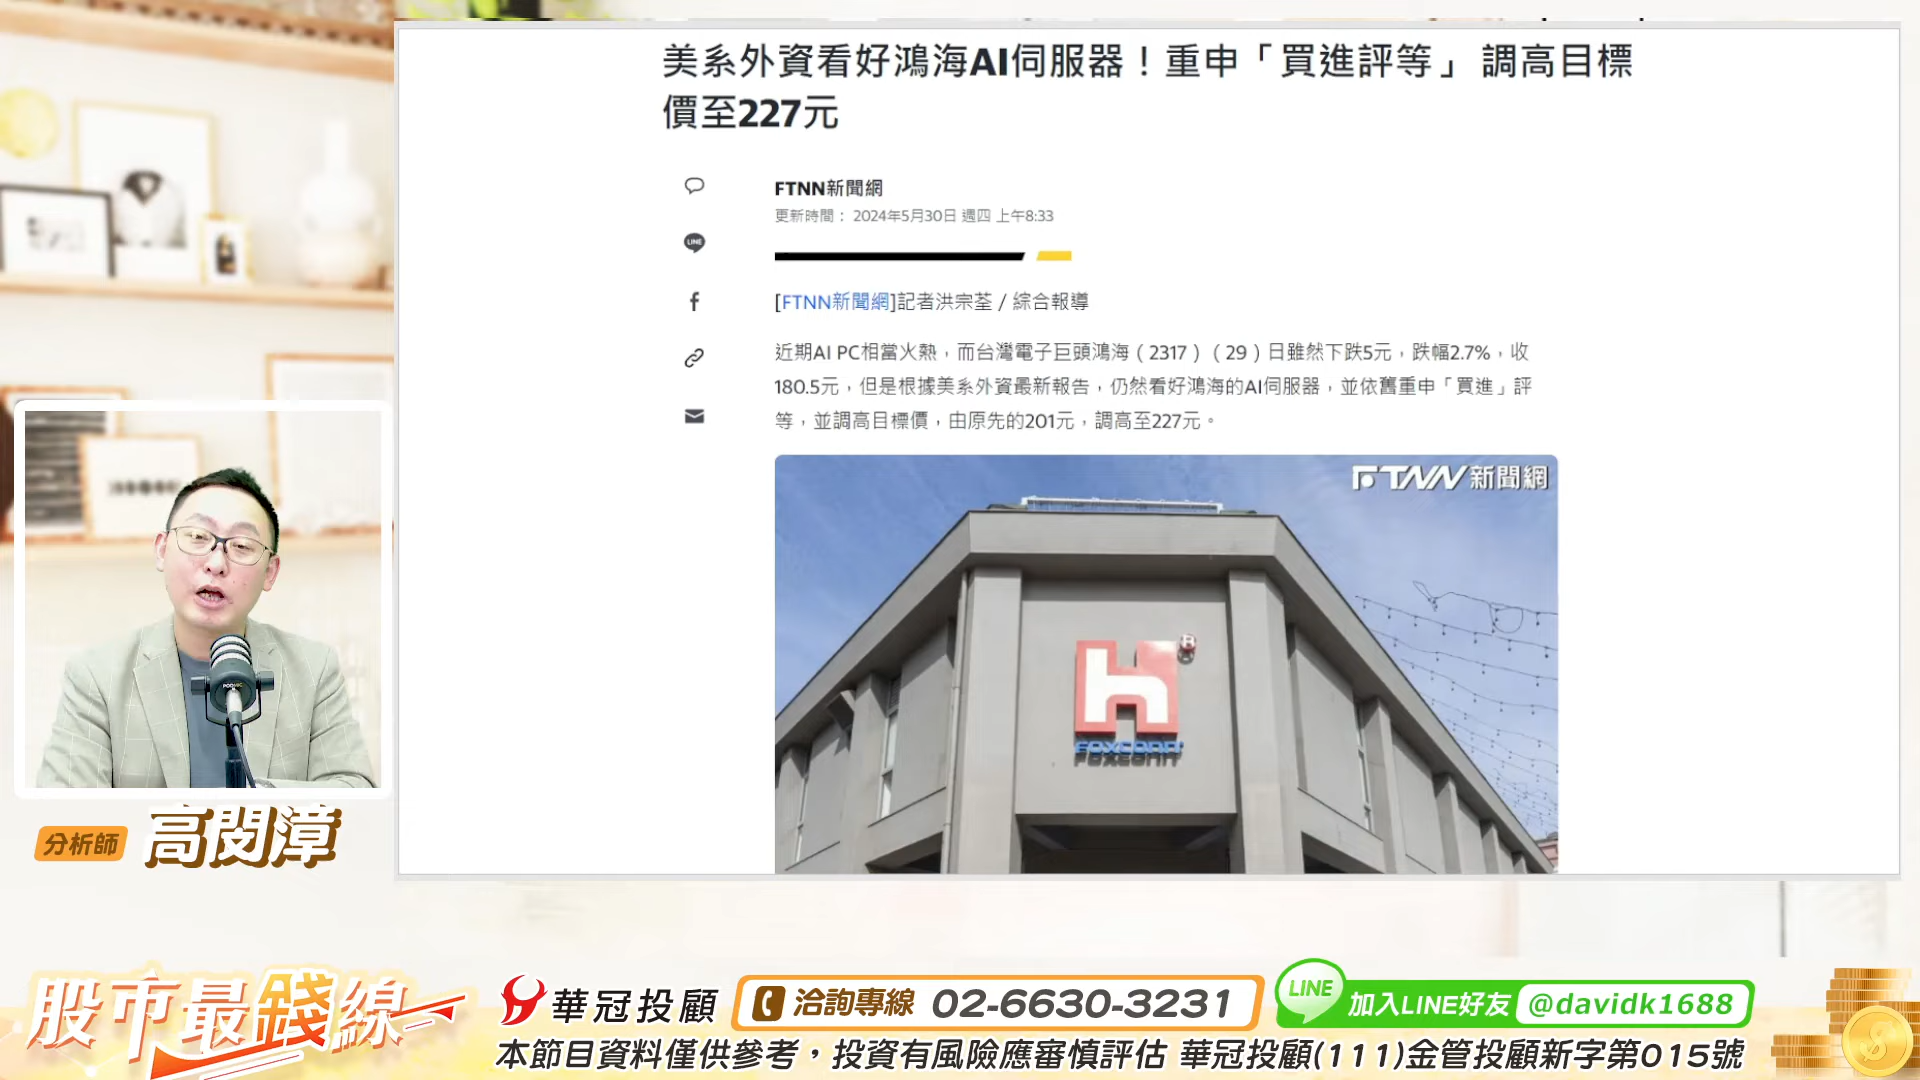 美系外資看好鴻海AI伺服器！重申「買進評等」 調高目標
價至227元
FTNN新聞網
更新時間： 2024年5月30日 週四 上午8:33
LINE
[FTNN新聞網]記者洪宗荃 / 綜合報導
近期AI PC相當火熱，而台灣電子巨頭鴻海（2317）（29）日雖然下跌5元，跌幅2.7%，收
180.5元，但是根據美系外資最新報告，仍然看好鴻海的AI伺服器，並依舊重申「買進」評
等，並調高目標價，由原先的201元，調高至227元。
FTNN新聞網
FOXCONN
分析師 高閔漳
股市最錢線
華冠投顧 洽詢專線 02-6630-3231
LINE 加入LINE好友 @davidk1688
本節目資料僅供參考，投資有風險應審慎評估 華冠投顧(111)金管投顧新字第015號